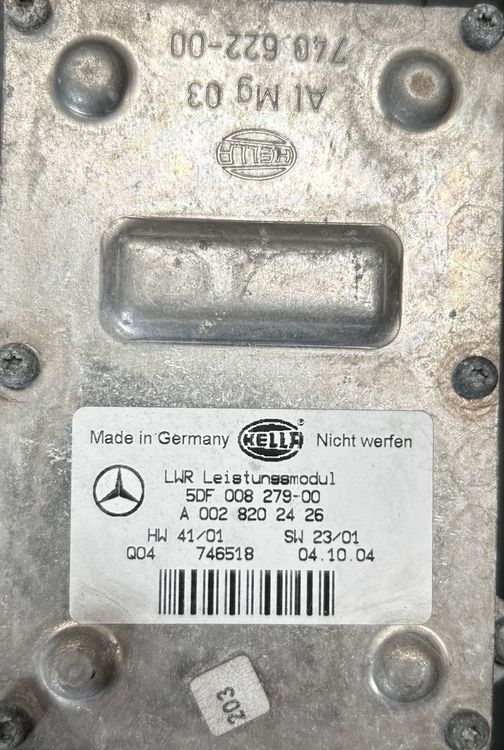 740.622-00
Al Mg 03
HELLA
Made in Germany HELLA Nicht werfen
LWR Leistungsmodul
5DF 008 279-00
A 002 820 24 26
HW 41/01 SW 23/01
Q04 746518 04.10.04
203